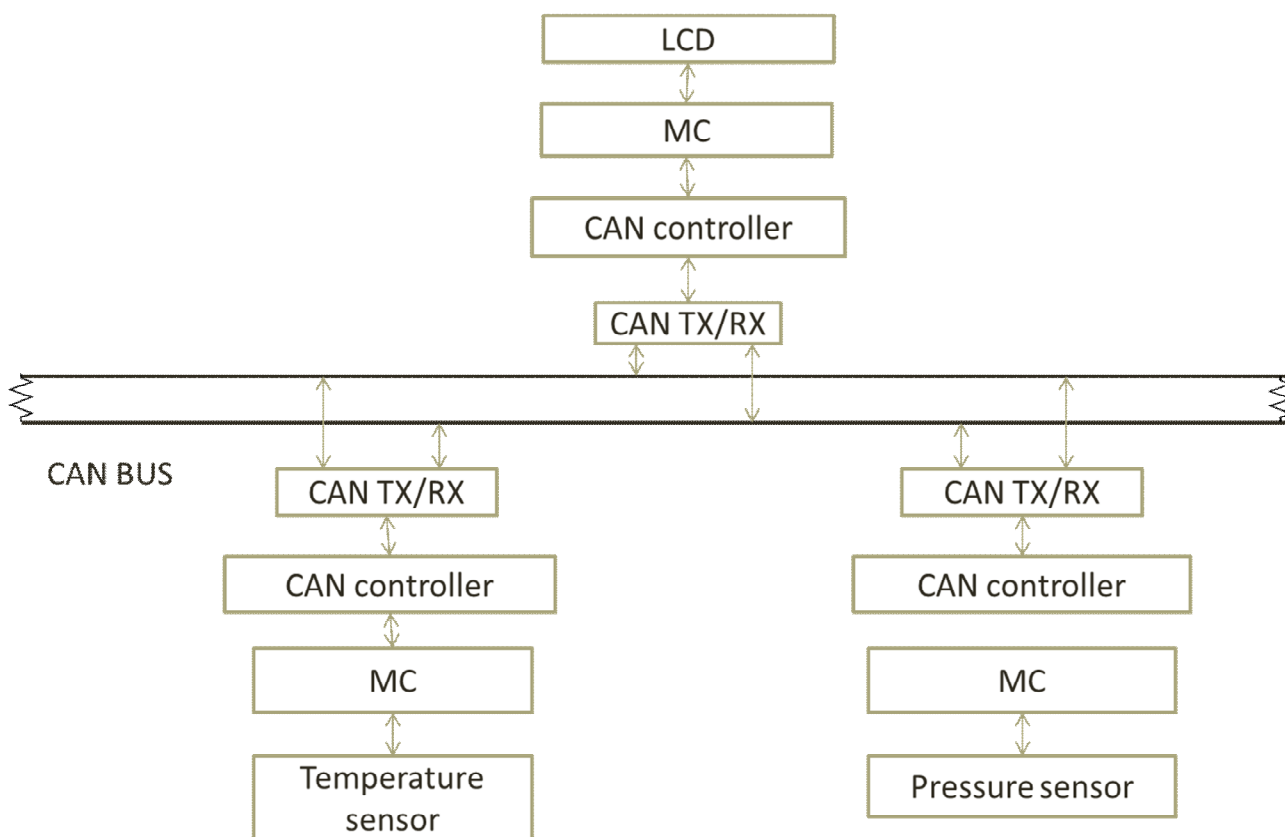 LCD
MC
CAN controller
CAN TX/RX
CAN BUS
CAN TX/RX
CAN TX/RX
CAN controller
CAN controller
MC
MC
Temperature
sensor
Pressure sensor